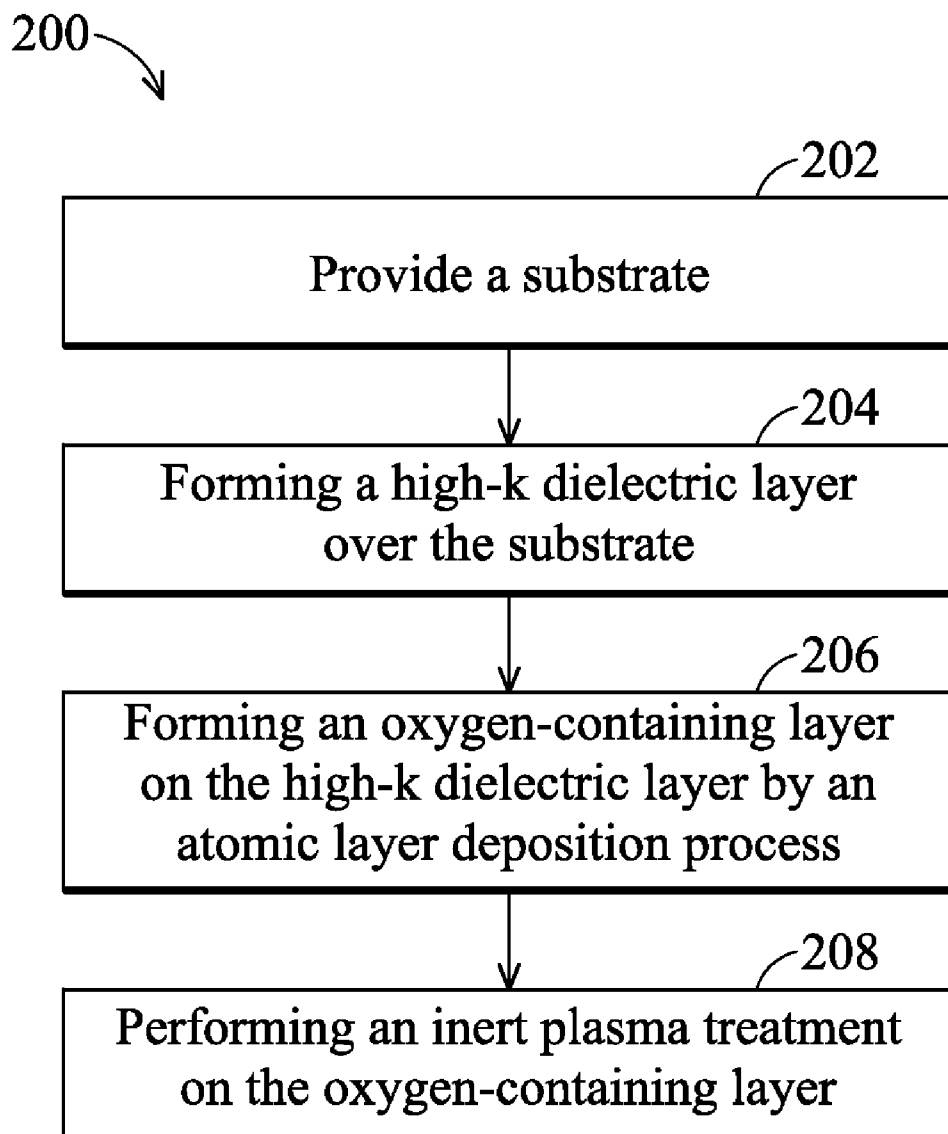 200
202
Provide a substrate
204
Forming a high-k dielectric layer
over the substrate
206
Forming an oxygen-containing layer
on the high-k dielectric layer by an
atomic layer deposition process
208
Performing an inert plasma treatment
on the oxygen-containing layer